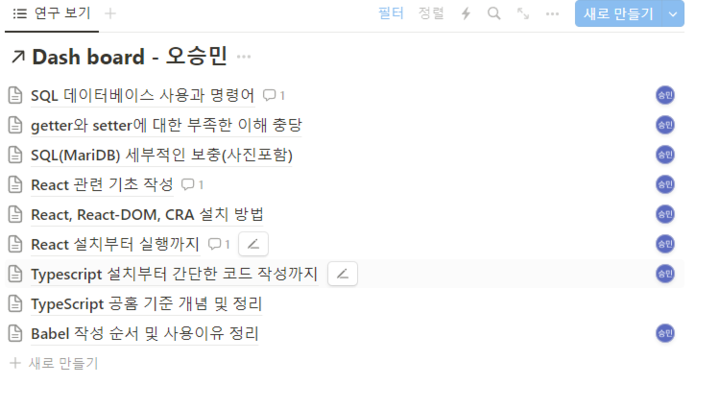 연구 보기
필터 정렬 새로 만들기
Dash board - 오승민
SQL 데이터베이스 사용과 명령어 1 승민
getter와 setter에 대한 부족한 이해 충당 승민
SQL(MariDB) 세부적인 보충(사진포함) 승민
React 관련 기초 작성 1 승민
React, React-DOM, CRA 설치 방법 승민
React 설치부터 실행까지 1 승민
Typescript 설치부터 간단한 코드 작성까지 승민
TypeScript 공홈 기준 개념 및 정리
Babel 작성 순서 및 사용이유 정리 승민
새로 만들기